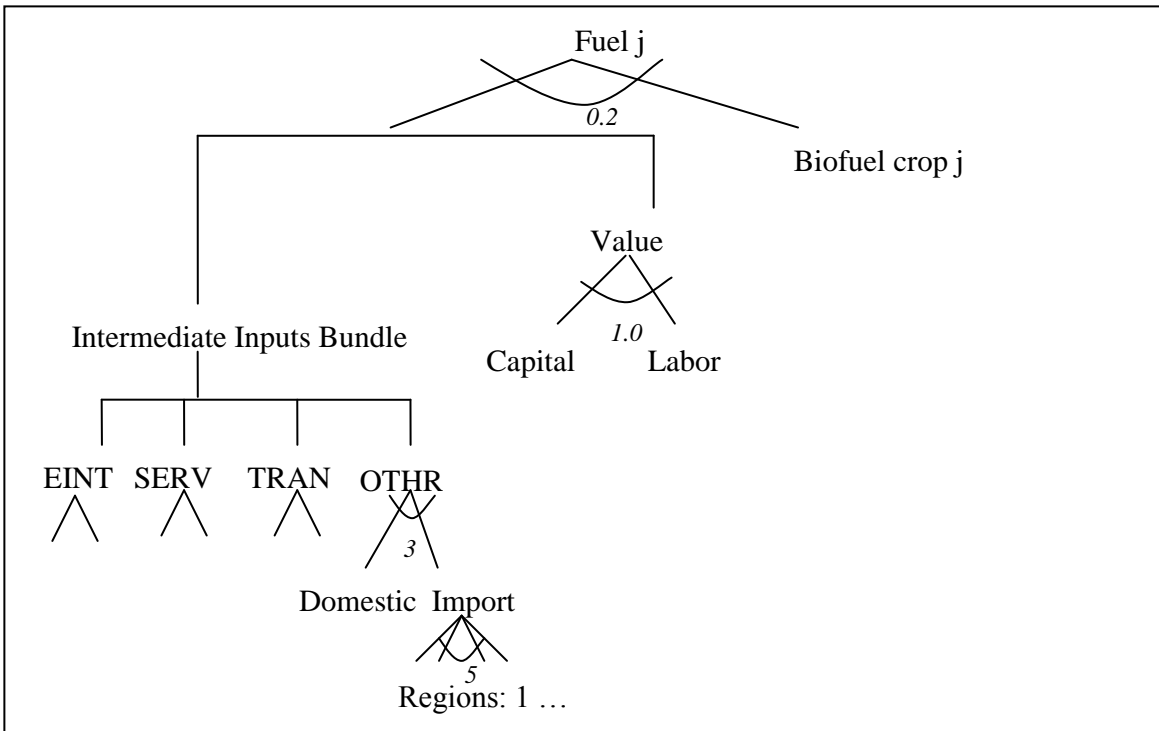 Fuel j
0.2
Biofuel crop j
Value
Intermediate Inputs Bundle
1.0
Capital Labor
EINT SERV TRAN OTHR
3
Domestic Import
5
Regions: 1 …